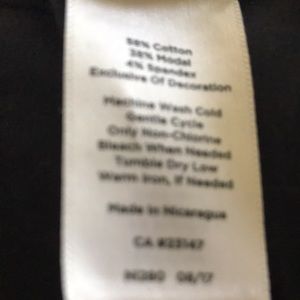 58% Cotton
38% Modal
4% Spandex
Exclusive Of Decoration
Machine Wash Cold
Gentle Cycle
Only Non-Chlorine
Bleach When Needed
Tumble Dry Low
Warm Iron, If Needed
Made In Nicaragua
CA #23147
08/17